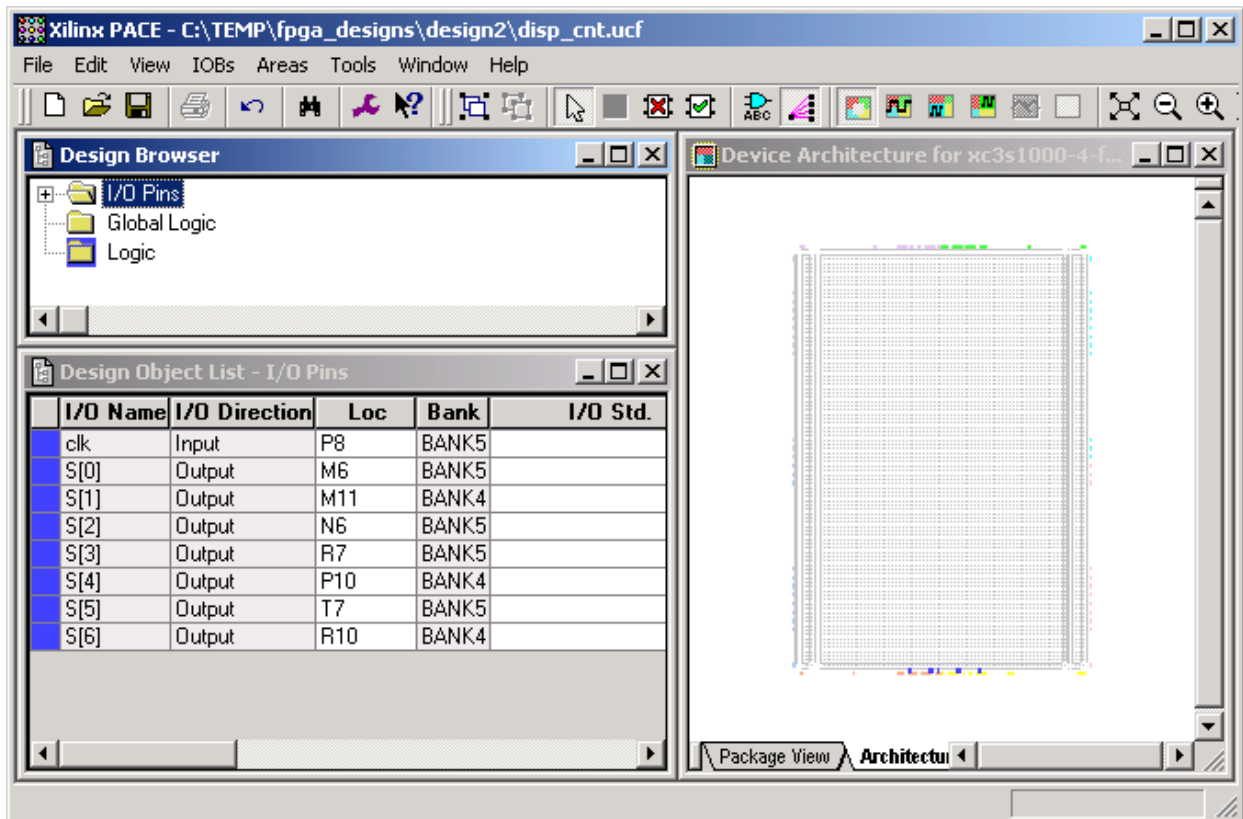 Xilinx PACE - C:\TEMP\fpga_designs\design2\disp_cnt.ucf
File Edit View IOBs Areas Tools Window Help
ABC
Design Browser
I/O Pins
Global Logic
Logic
Design Object List - I/O Pins
I/O Name I/O Direction Loc Bank I/O Std.
clk Input P8 BANK5
S[0] Output M6 BANK5
S[1] Output M11 BANK4
S[2] Output N6 BANK5
S[3] Output R7 BANK5
S[4] Output P10 BANK4
S[5] Output T7 BANK5
S[6] Output R10 BANK4
Device Architecture for xc3s1000-4-f...
Package View Architectur